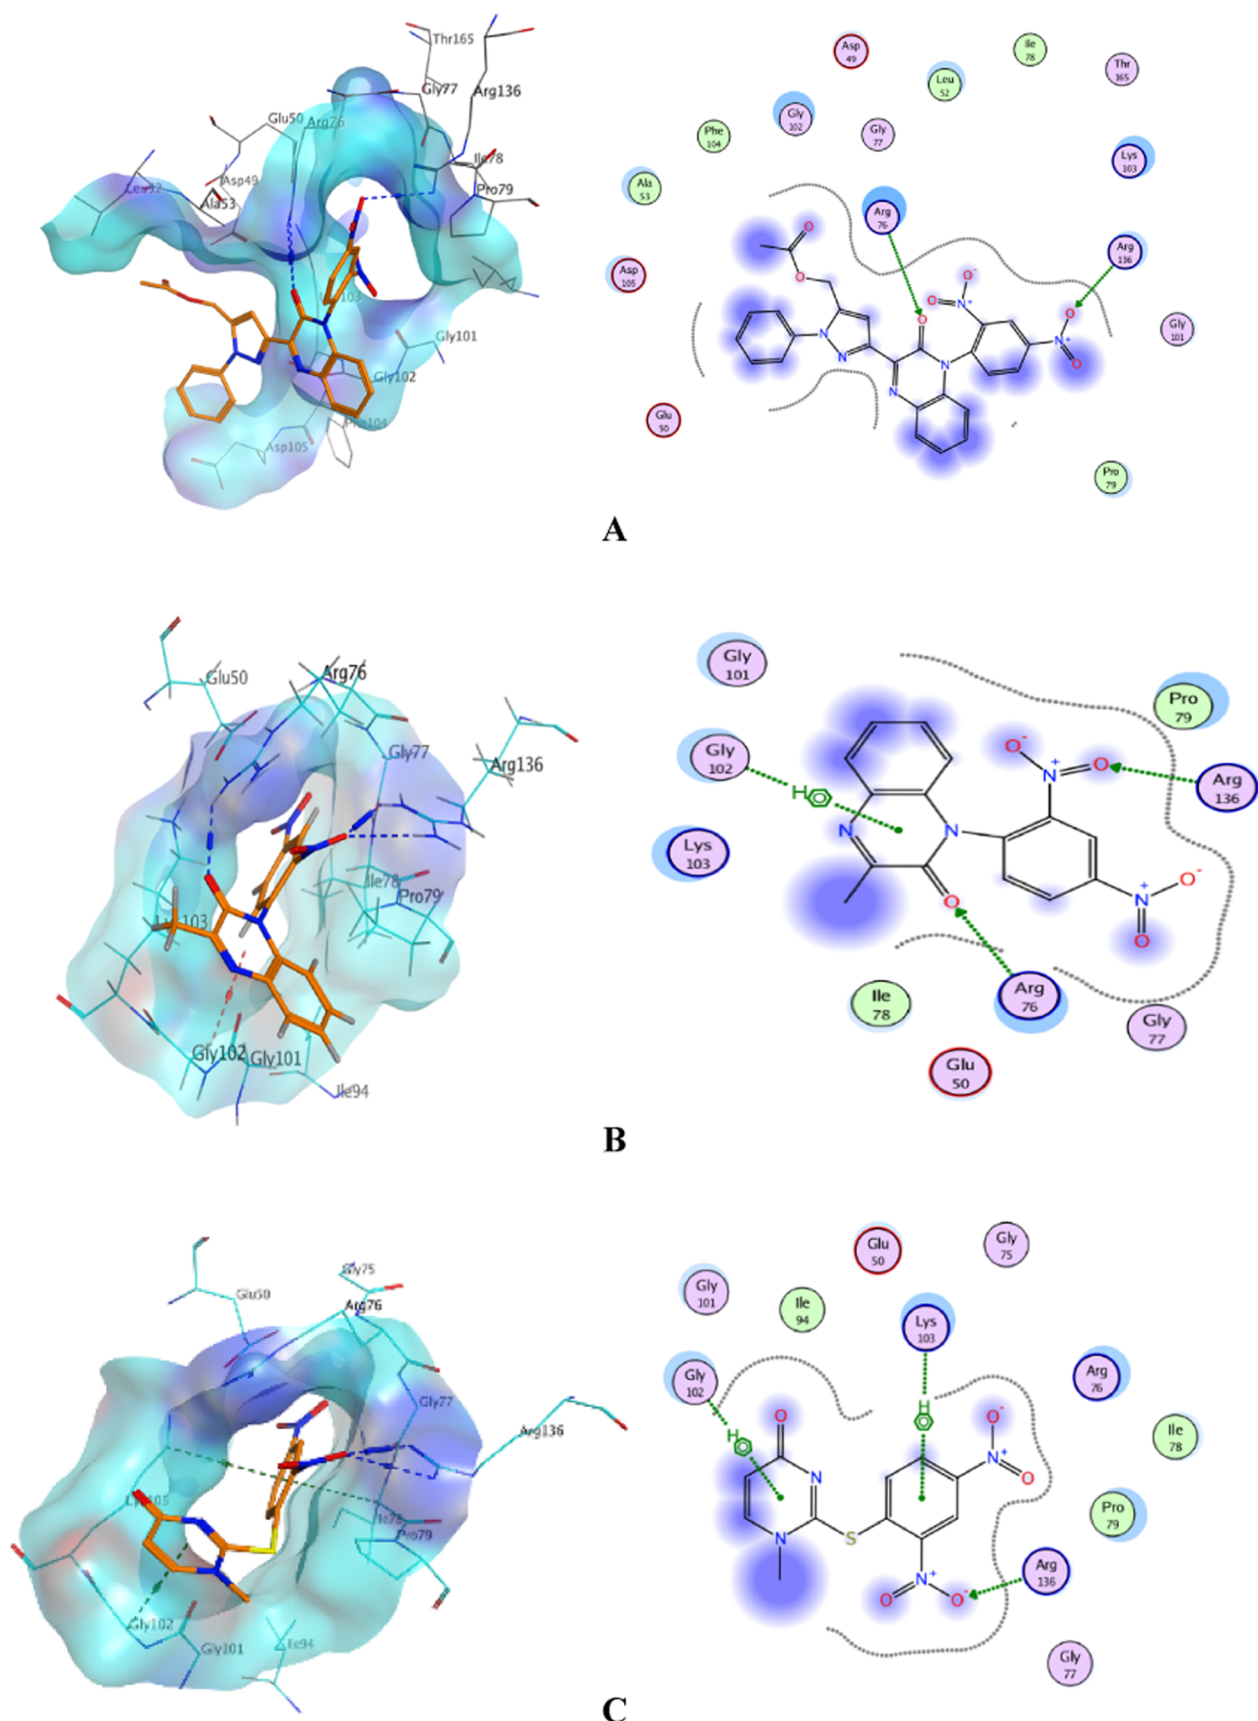 Thr165
Gly77
Arg136
Glu50
Arg76
Ile78
Asp49
Pro79
Ala53
Gly101
Gly102
Phe104
Asp105
Asp
49
Ile
78
Leu
52
Thr
165
Gly
102
Phe
104
Gly
77
Lys
103
Ala
53
Arg
76
Arg
136
Asp
105
Gly
101
Glu
50
Pro
79
O
O
O⁻
O
N⁺
O
N
N
O
N
N
N⁺
O
O
A
Glu50
Arg76
Gly77
Arg136
Ile78
Pro79
Gly102
Gly101
Ile94
Gly
101
Pro
79
Gly
102
Arg
136
H
O⁻
N⁺
O
Lys
103
N
N
O
N⁺
O⁻
O
Ile
78
Arg
76
Gly
77
Glu
50
B
Gly75
Glu50
Arg76
Gly77
Arg136
Pro79
Gly102
Gly101
Ile94
Glu
50
Gly
75
Gly
101
Ile
94
Lys
103
Gly
102
Arg
76
Ile
78
H
H
O
O⁻
N⁺
O
N
N
S
Pro
79
N⁺
O
O⁻
Arg
136
Gly
77
C